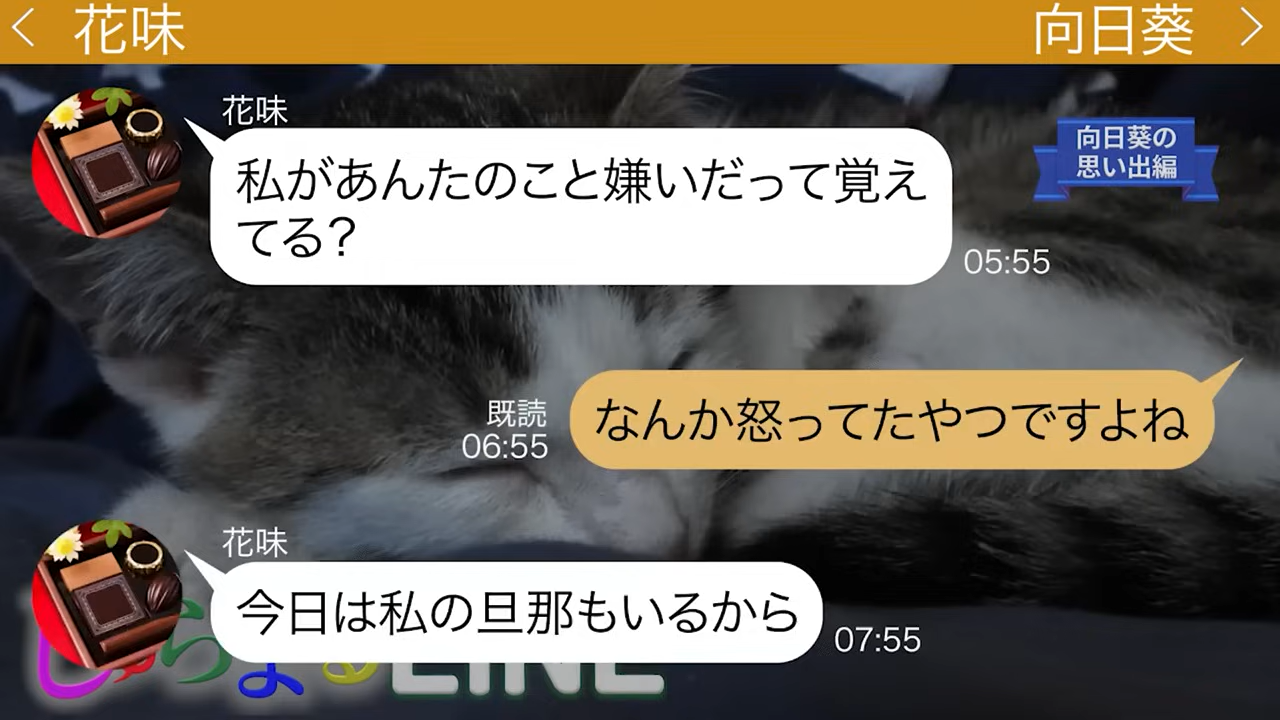 花味
向日葵
花味
向日葵の
思い出編
私があんたのこと嫌いだって覚え
てる?
05:55
なんか怒ってたやつですよね
既読
06:55
花味
今日は私の旦那もいるから
07:55
LINE